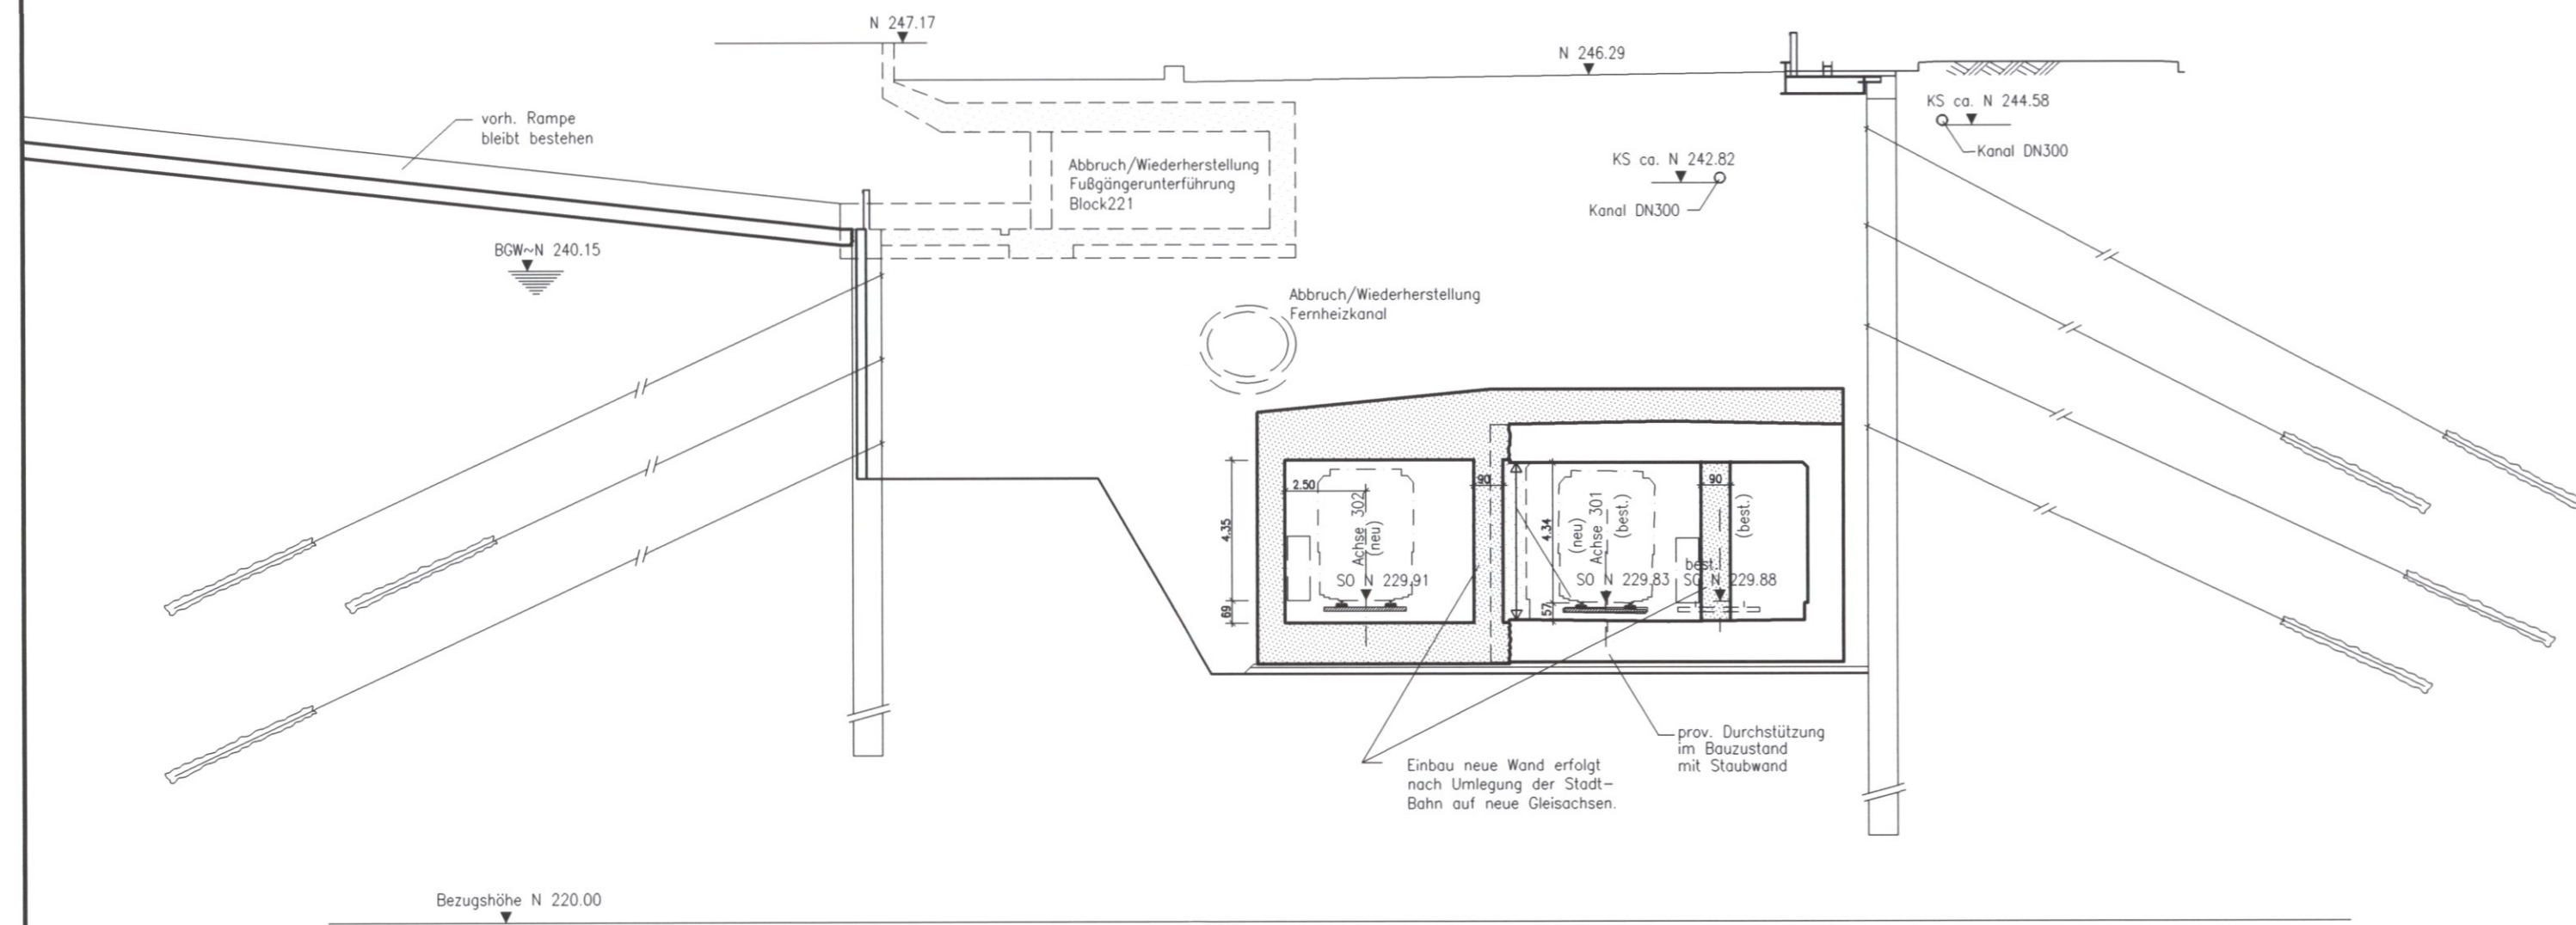 N 247.17
N 246.29
vorh. Rampe
bleibt bestehen
KS ca. N 244.58
Kanal DN300
KS ca. N 242.82
Kanal DN300
Abbruch/Wiederherstellung
Fußgängerunterführung
Block221
BGW~N 240.15
Abbruch/Wiederherstellung
Fernheizkanal
2.50
90
90
4.35
Achse 302
(neu)
4.34
(neu)
Achse 301
(best.)
(best.)
best.
SO N 229.91
SO N 229.83
SO N 229.88
69
57
prov. Durchstützung
im Bauzustand
mit Staubwand
Einbau neue Wand erfolgt
nach Umlegung der Stadt-
Bahn auf neue Gleisachsen.
Bezugshöhe N 220.00